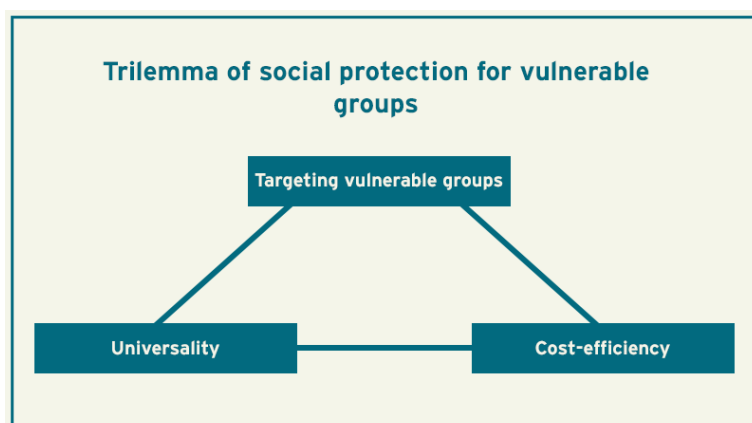 Trilemma of social protection for vulnerable
groups
Targeting vulnerable groups
Universality
Cost-efficiency